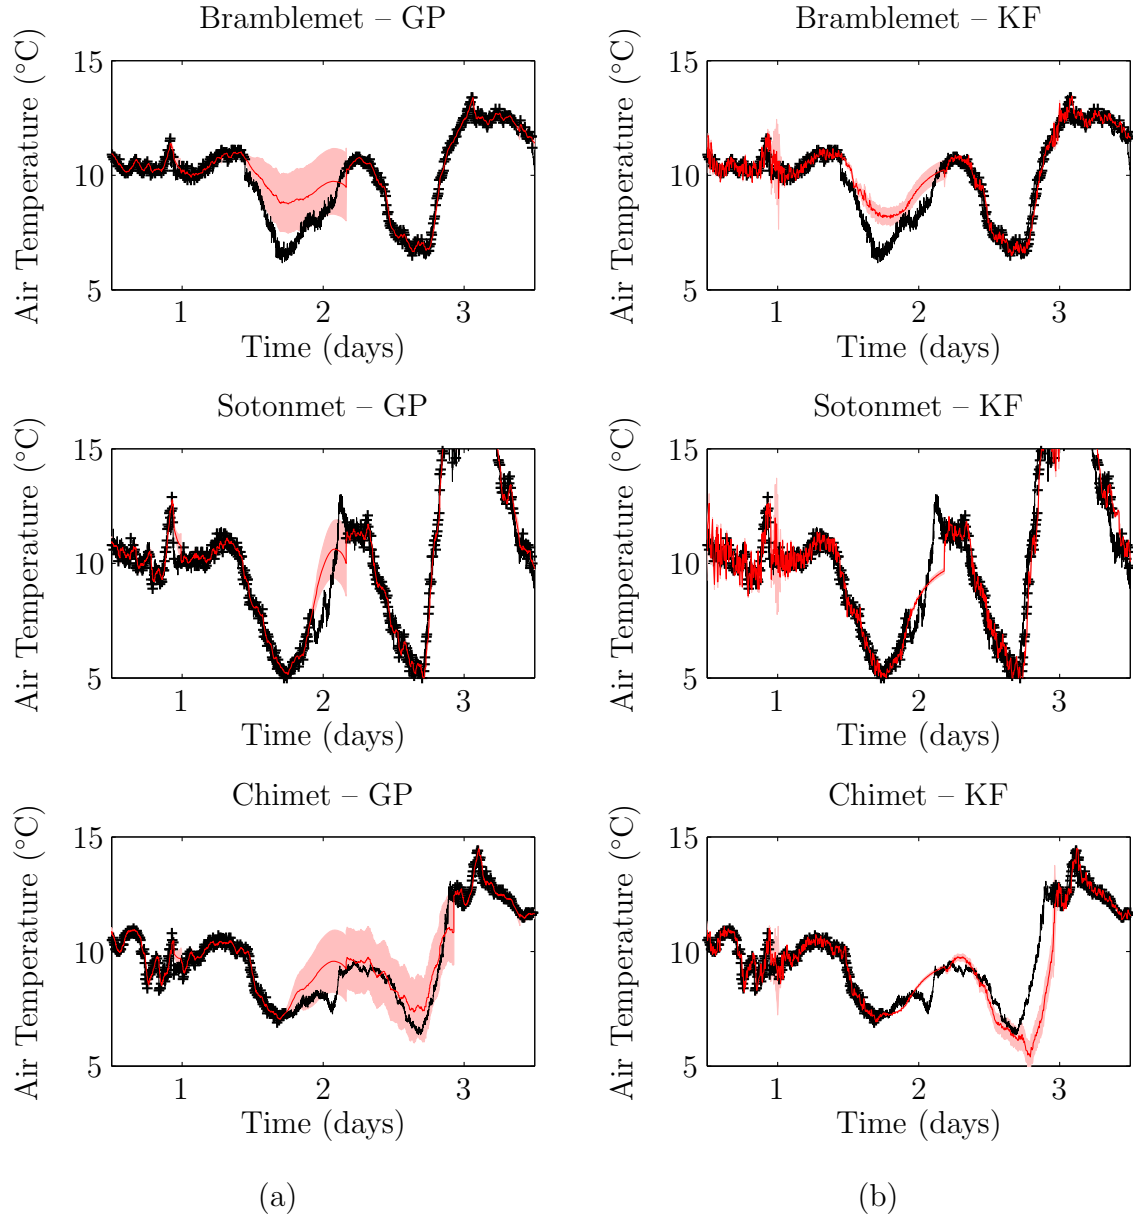 Bramblemet – GP
Air Temperature (°C)
15
10
5
1 2 3
Time (days)
Bramblemet – KF
Air Temperature (°C)
15
10
5
1 2 3
Time (days)
Sotonmet – GP
Air Temperature (°C)
15
10
5
1 2 3
Time (days)
Sotonmet – KF
Air Temperature (°C)
15
10
5
1 2 3
Time (days)
Chimet – GP
Air Temperature (°C)
15
10
5
1 2 3
Time (days)
Chimet – KF
Air Temperature (°C)
15
10
5
1 2 3
Time (days)
(a)
(b)